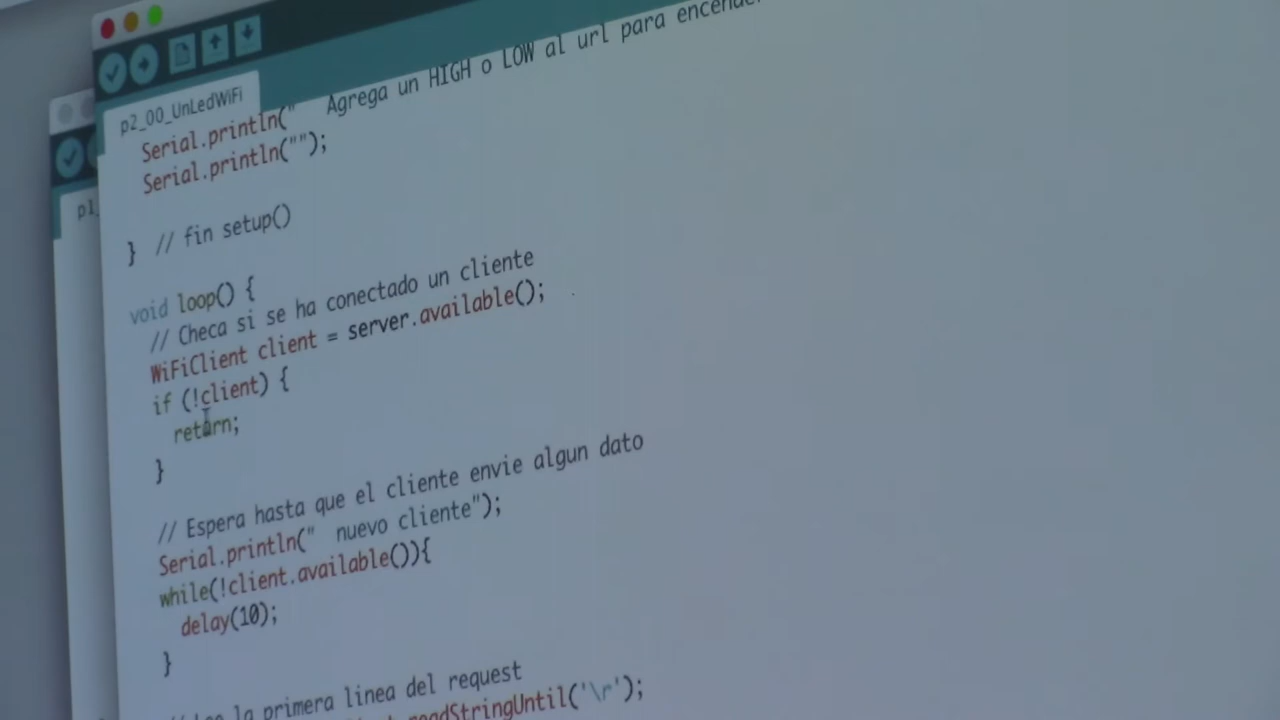 p2_00_UnLedWiFi
p1_
Serial.println("   Agrega un HIGH o LOW al url para
Serial.println("");
}  // fin setup()
void loop() {
// Checa si se ha conectado un cliente
WiFiClient client = server.available();
if (!client) {
return;
}
// Espera hasta que el cliente envie algun dato
Serial.println("  nuevo cliente");
while(!client.available()){
delay(10);
}
// la primera linea del request
readStringUntil('\r');